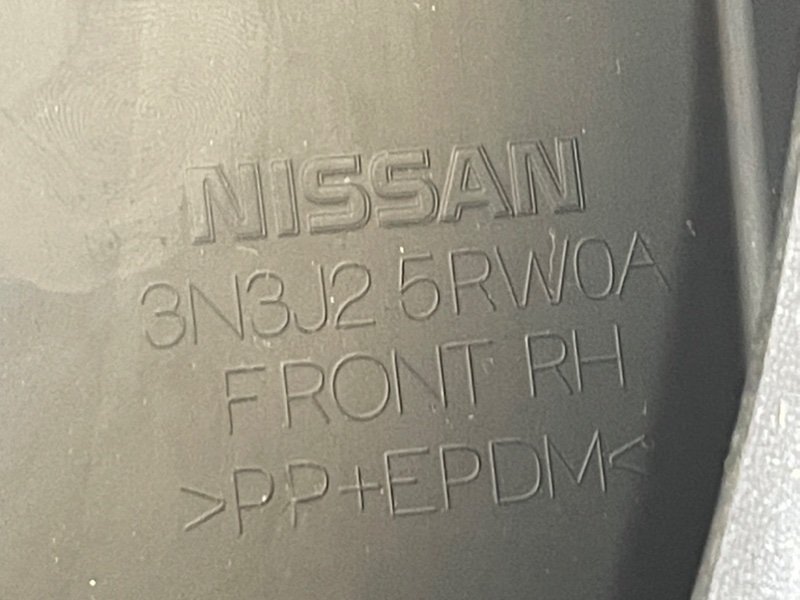 NISSAN
3N3J2 5RW0A
FRONT RH
>PP+EPDM<